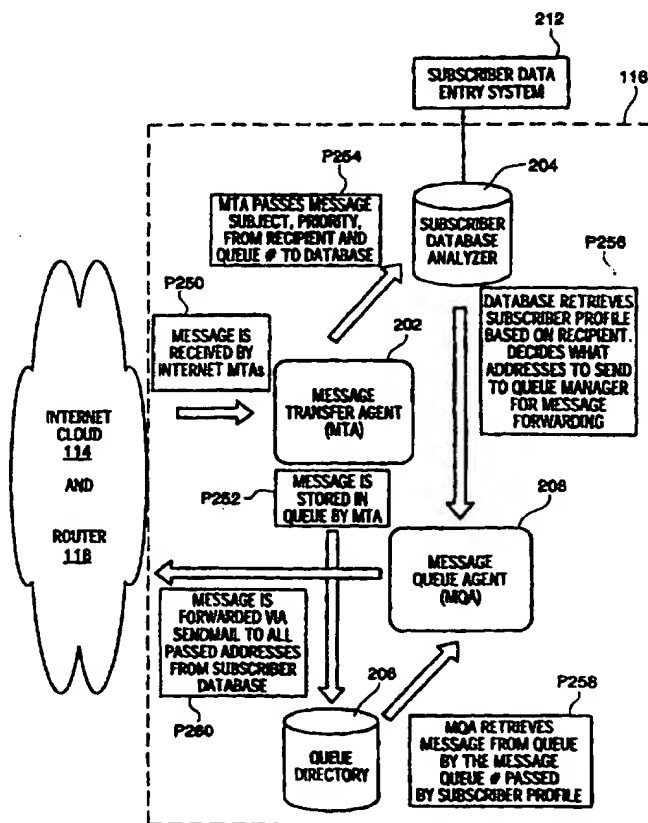 212
SUBSCRIBER DATA
ENTRY SYSTEM
116
P254
204
MTA PASSES MESSAGE
SUBJECT, PRIORITY,
FROM RECIPIENT AND
QUEUE # TO DATABASE
SUBSCRIBER
DATABASE
ANALYZER
P256
P250
MESSAGE IS
RECEIVED BY
INTERNET MTAs
202
DATABASE RETRIEVES
SUBSCRIBER PROFILE
BASED ON RECIPIENT.
DECIDES WHAT
ADDRESSES TO SEND
TO QUEUE MANAGER
FOR MESSAGE
FORWARDING
MESSAGE
TRANSFER AGENT
(MTA)
INTERNET
CLOUD
114
AND
ROUTER
118
P252
MESSAGE IS
STORED IN
QUEUE BY MTA
208
MESSAGE
QUEUE AGENT
(MQA)
MESSAGE IS
FORWARDED VIA
SENDMAIL TO ALL
PASSED ADDRESSES
FROM SUBSCRIBER
DATABASE
P260
206
QUEUE
DIRECTORY
P258
MQA RETRIEVES
MESSAGE FROM QUEUE
BY THE MESSAGE
QUEUE # PASSED
BY SUBSCRIBER PROFILE